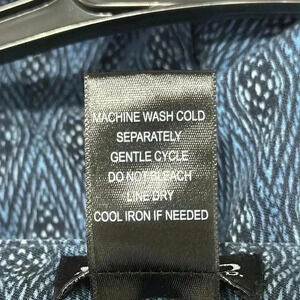 MACHINE WASH COLD
SEPARATELY
GENTLE CYCLE
DO NOT BLEACH
LINE DRY
COOL IRON IF NEEDED